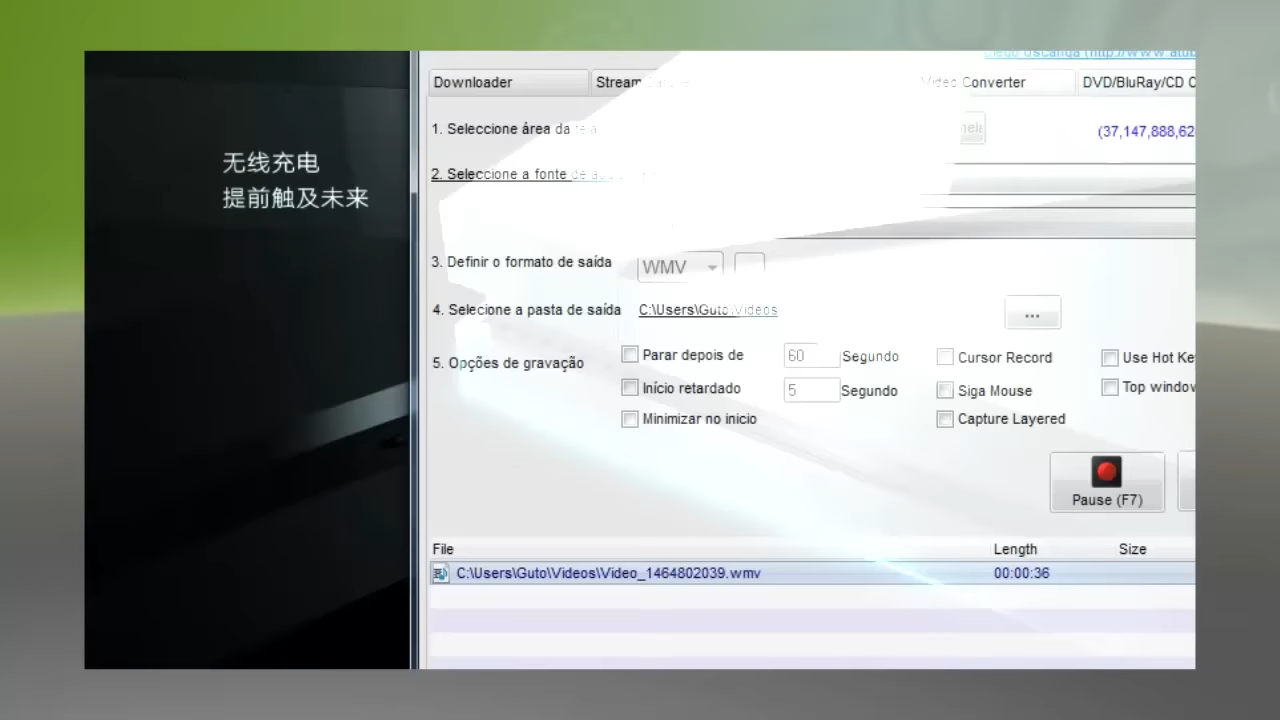 无线充电
提前触及未来
Downloader
Video Converter
DVD/BluRay/CD C
1. Seleccione área da tela
(37,147,888,62
2. Seleccione a fonte de
3. Definir o formato de saída
WMV
4. Selecione a pasta de saída
C:\Users\Guto\Videos
...
5. Opções de gravação
Parar depois de
60
Segundo
Cursor Record
Use Hot Ke
Início retardado
5
Segundo
Siga Mouse
Top window
Minimizar no inicio
Capture Layered
Pause (F7)
File
Length
Size
C:\Users\Guto\Videos\Video_1464802039.wmv
00:00:36